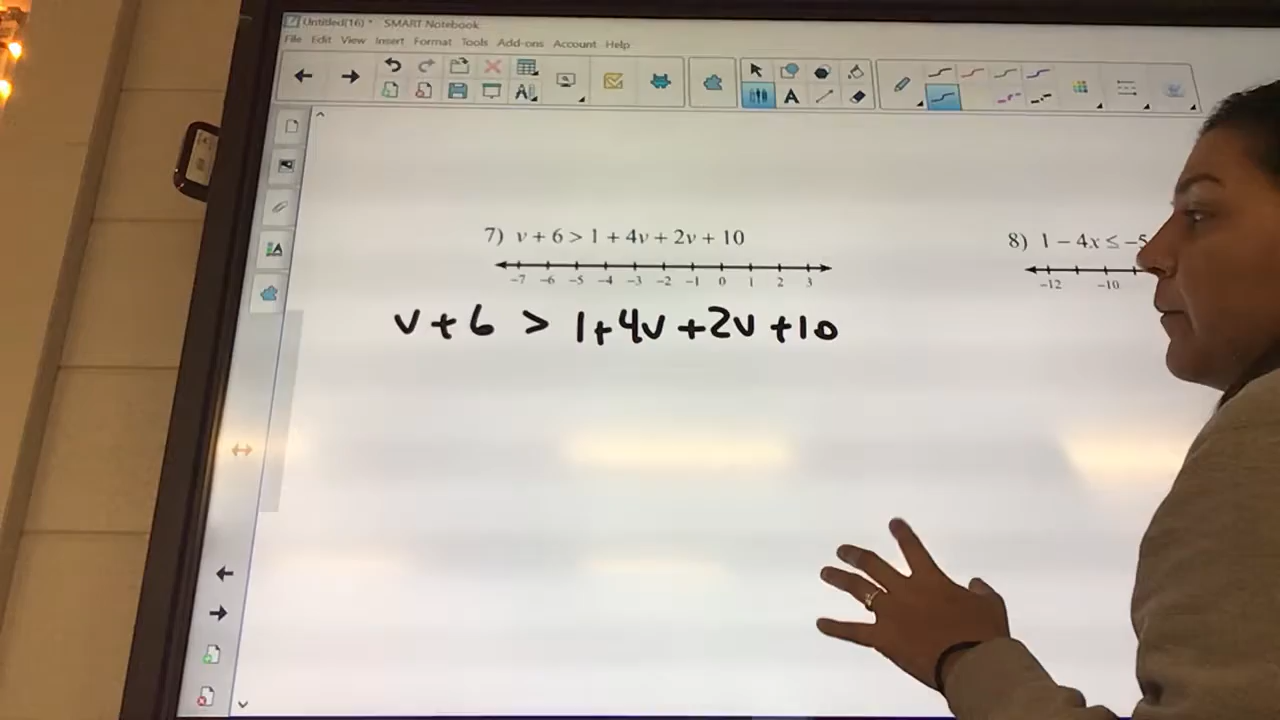 Untitled(16) * SMART Notebook
File Edit View Insert Format Tools Add-ons Account Help
7) v + 6 > 1 + 4v + 2v + 10
-7 -6 -5 -4 -3 -2 -1 0 1 2 3
v + 6 > 1 + 4v + 2v + 10
8) 1 − 4x ≤ −5
-12 -10